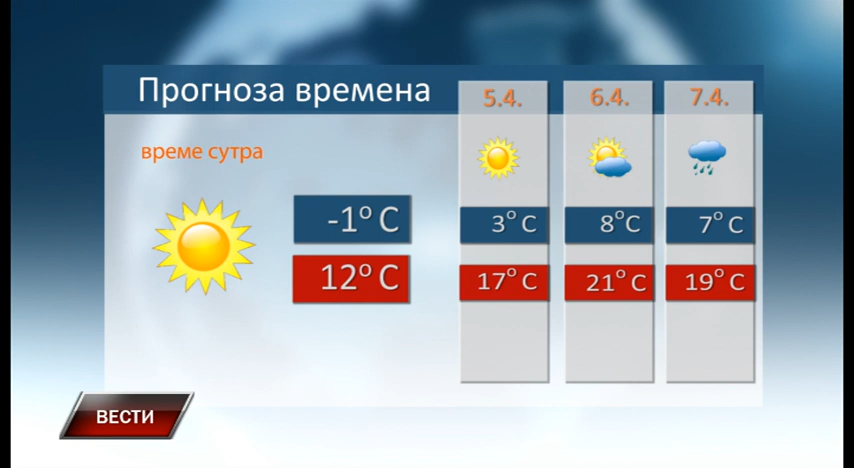 Прогноза времена
време сутра
-1° C
12° C
5.4.
3° C
17° C
6.4.
8°C
21° C
7.4.
7° C
19° C
ВЕСТИ